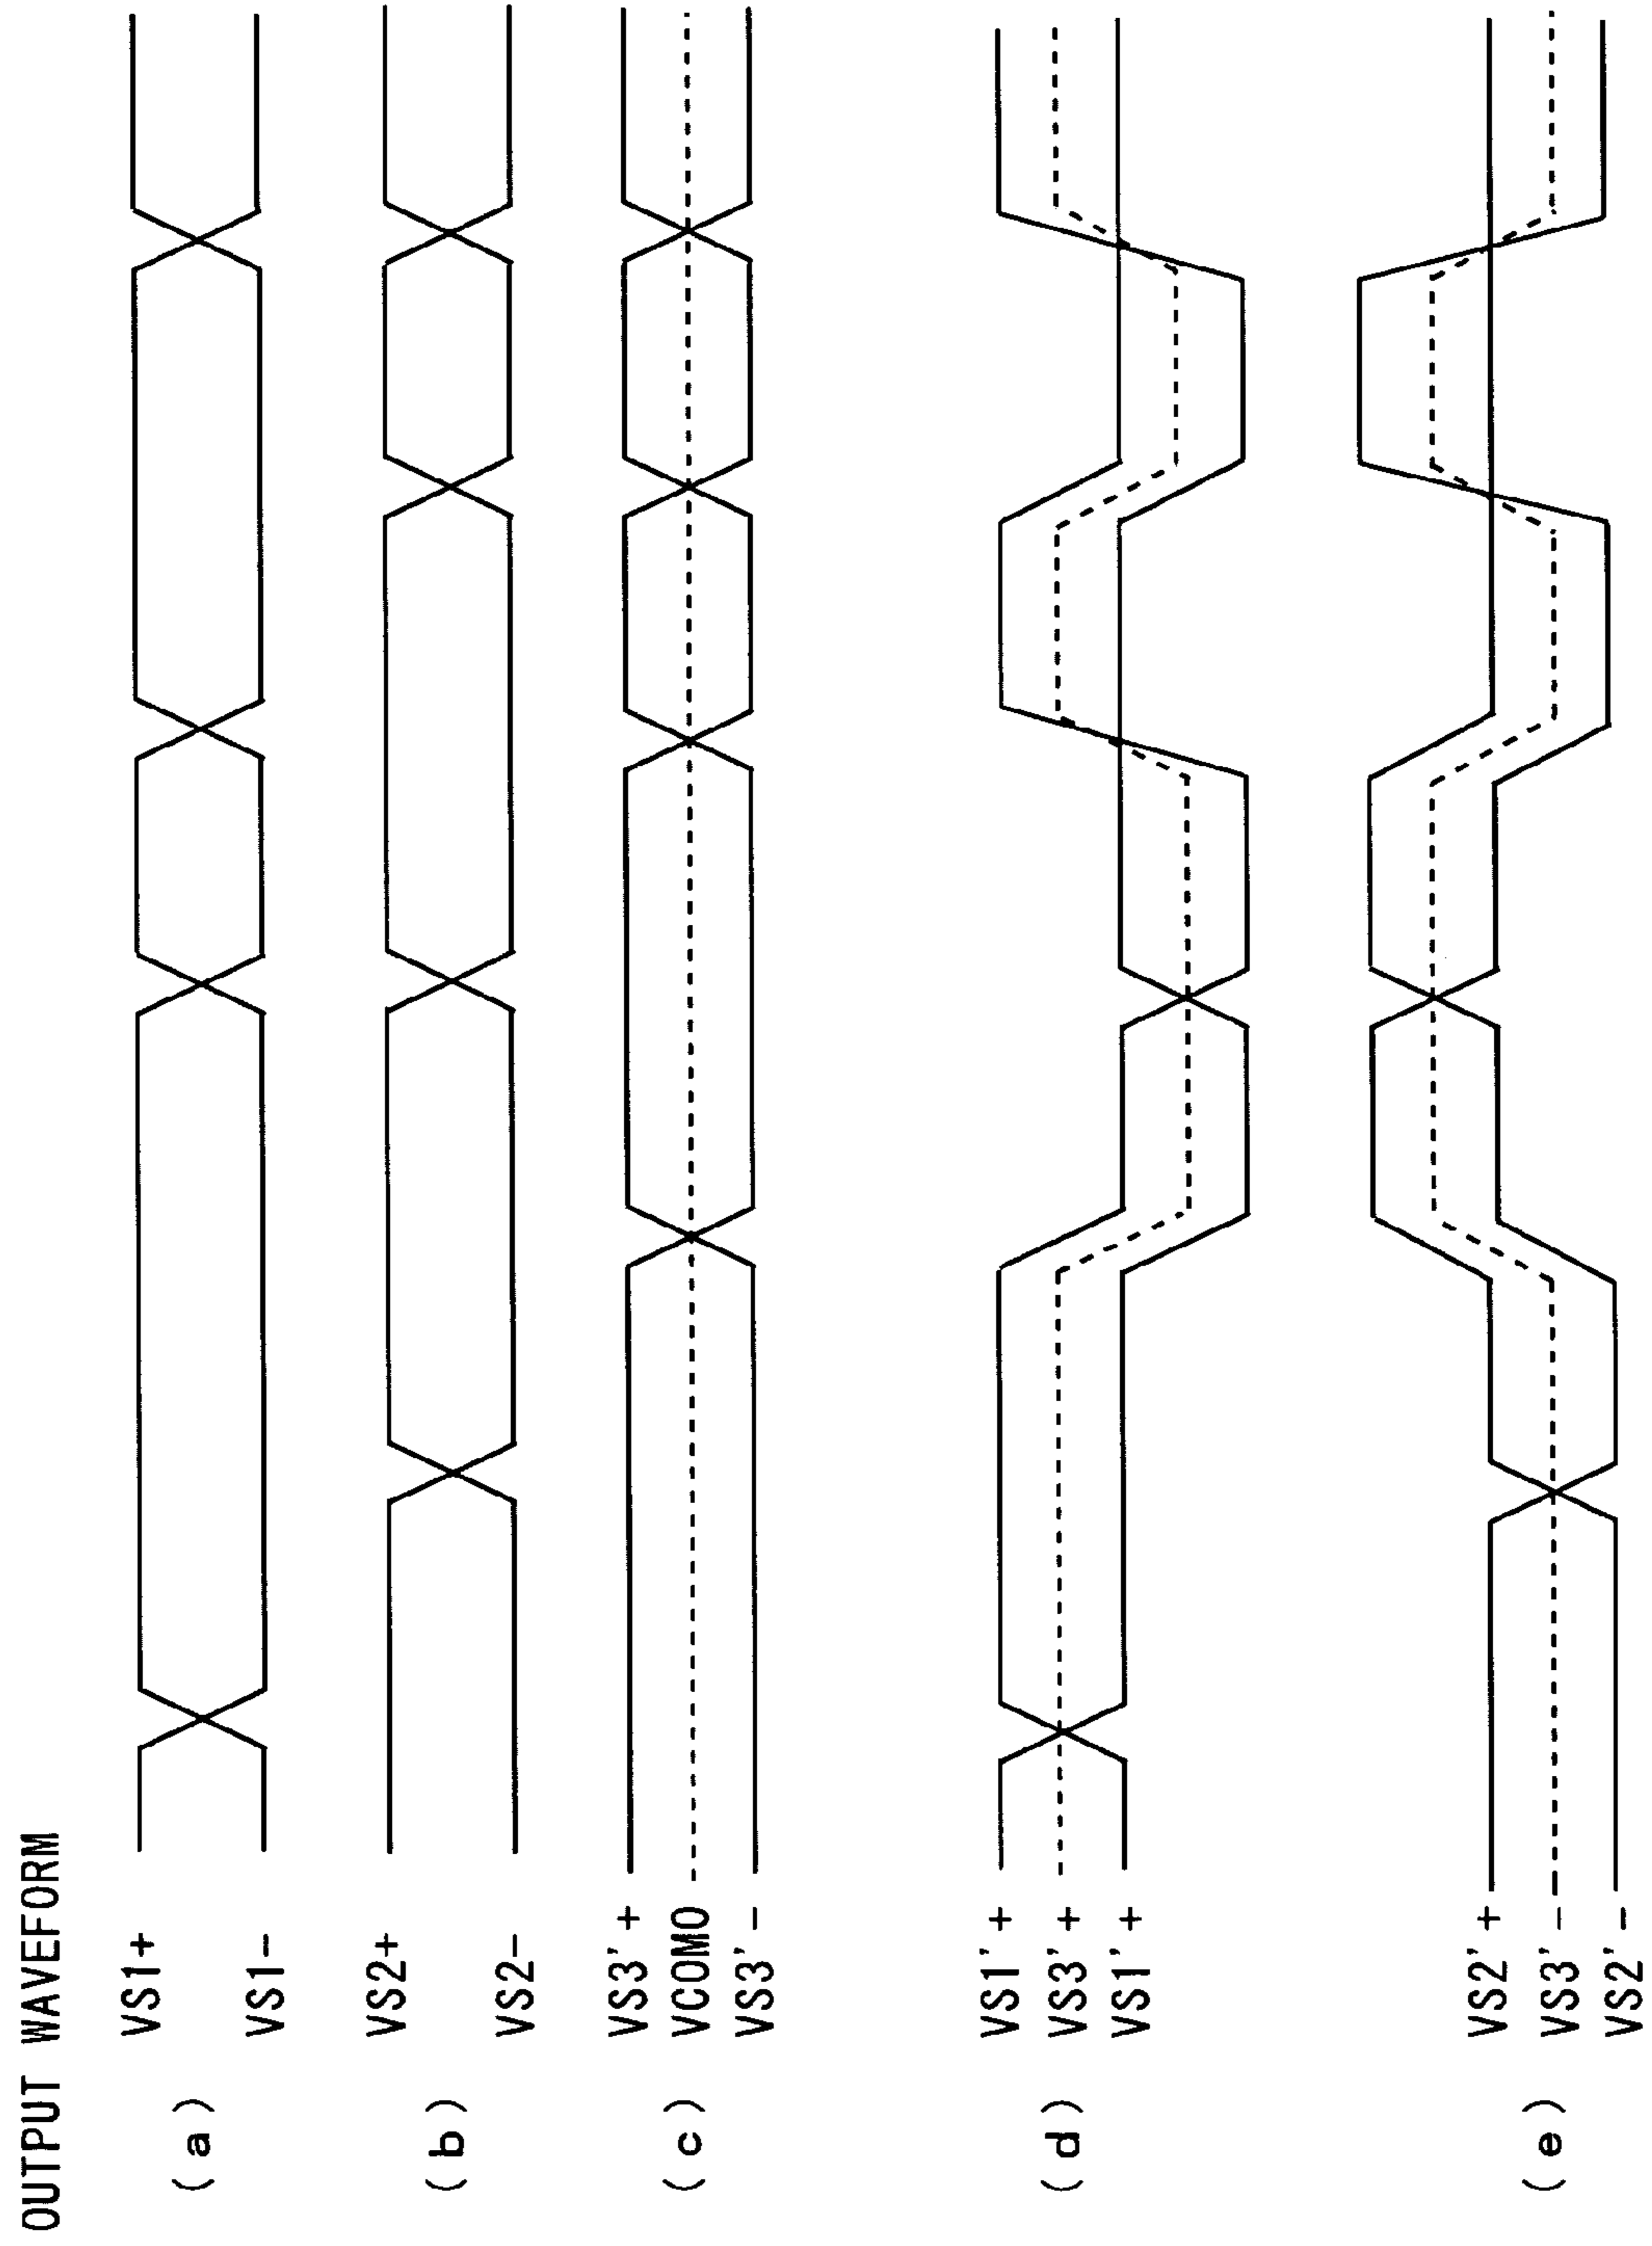 OUTPUT WAVEFORM
(a)
VS1+
VS1-
(b)
VS2+
VS2-
(c)
VS3'+
VCOM0
VS3'-
(d)
VS1'+
VS3'+
VS1'+
(e)
VS2'+
VS3'-
VS2'-